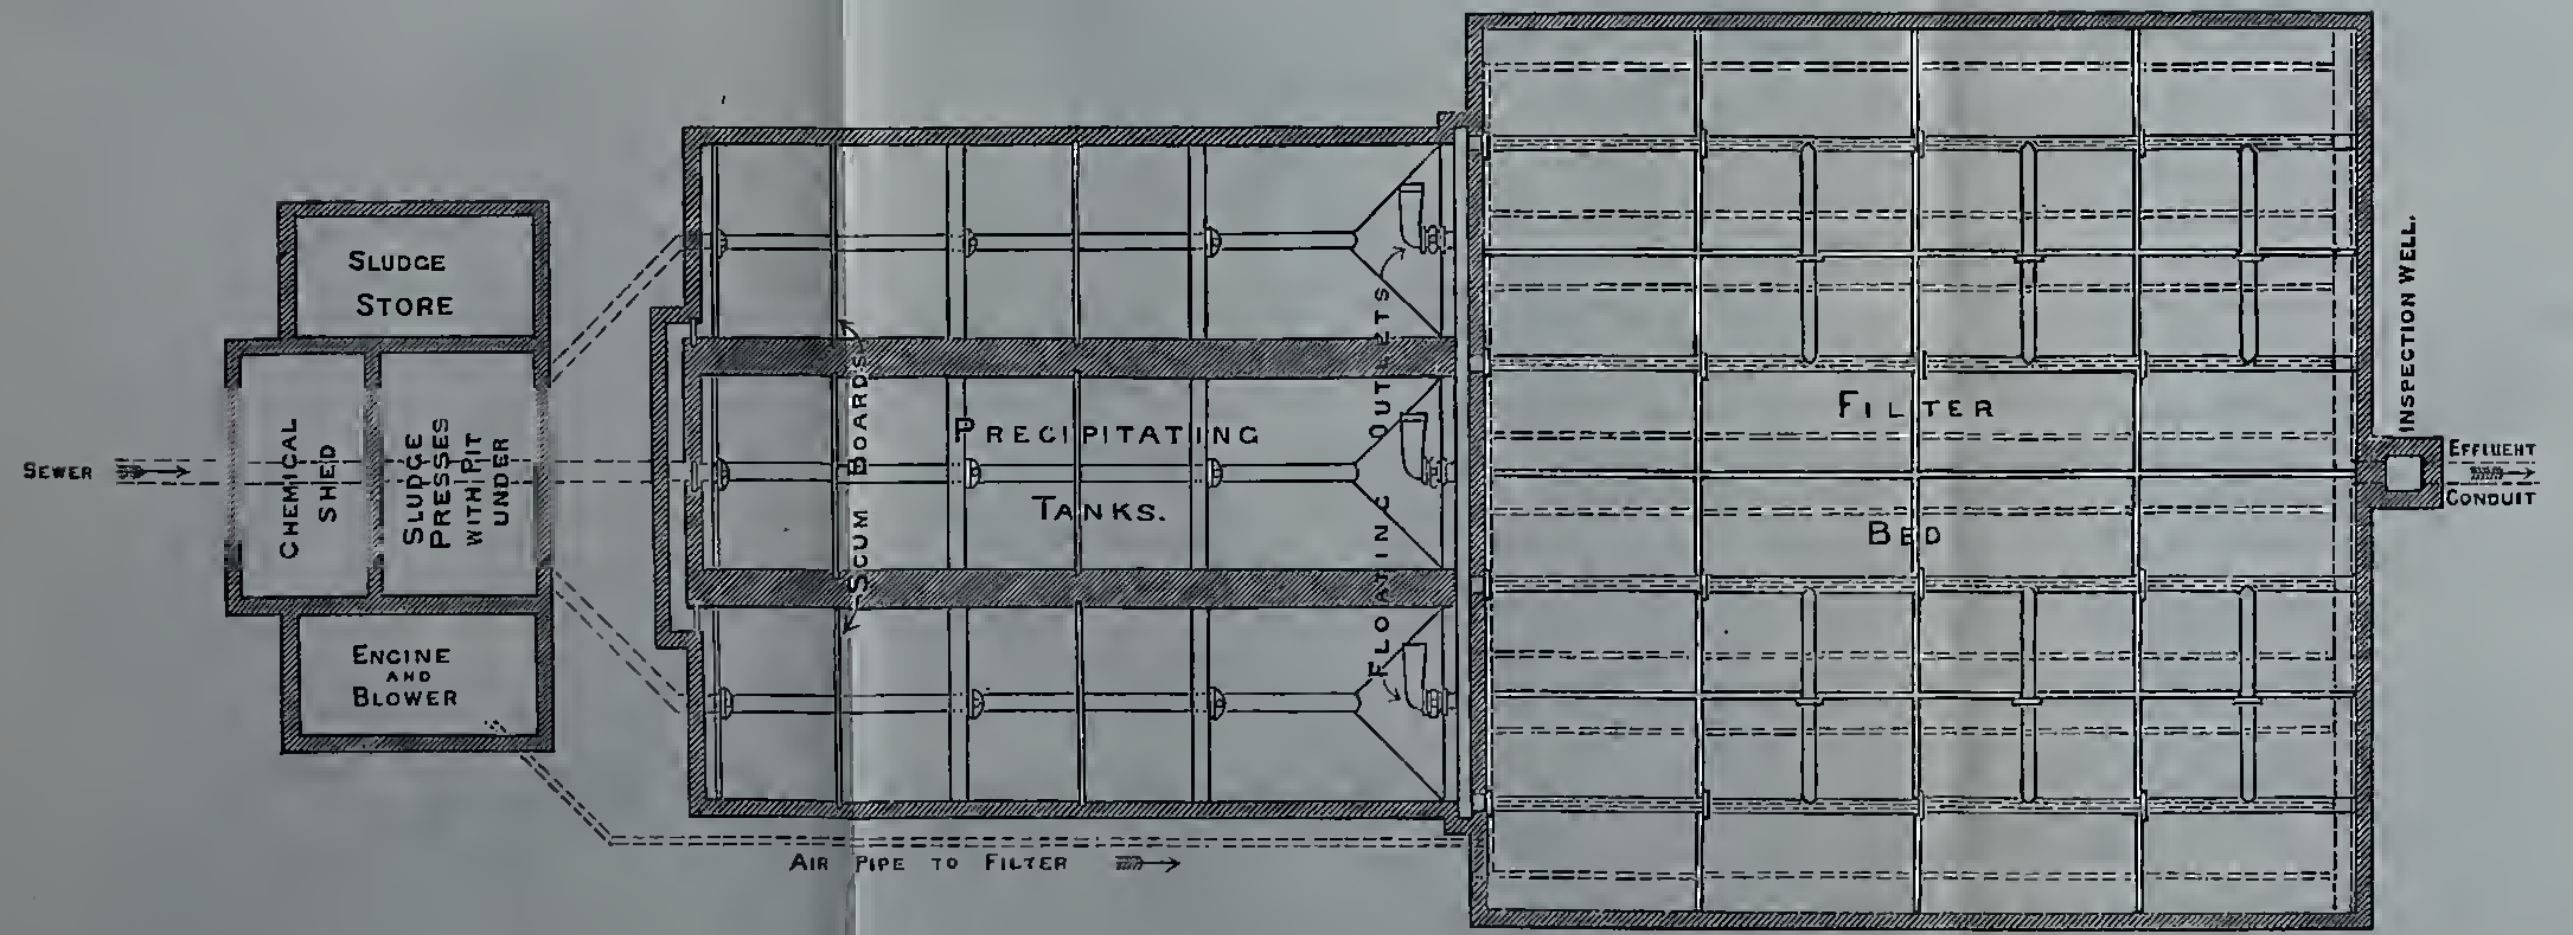 SEWER
CHEMICAL
SHED
SLUDGE
STORE
SLUDGE
PRESSES
WITH PIT
UNDER
ENGINE
AND
BLOWER
SCUM BOARDS
PRECIPITATING
TANKS.
FLOATING OUTLETS
AIR PIPE TO FILTER
FILTER
BED
INSPECTION WELL.
EFFLUENT
CONDUIT